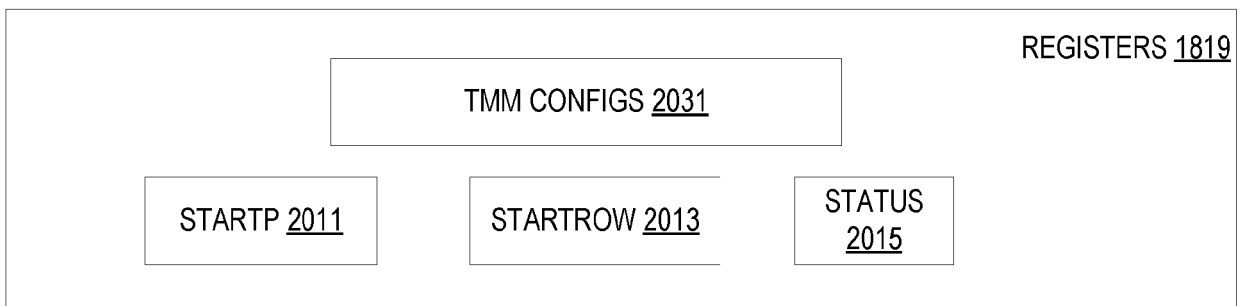 REGISTERS 1819
TMM CONFIGS 2031
STARTP 2011
STARTROW 2013
STATUS
2015